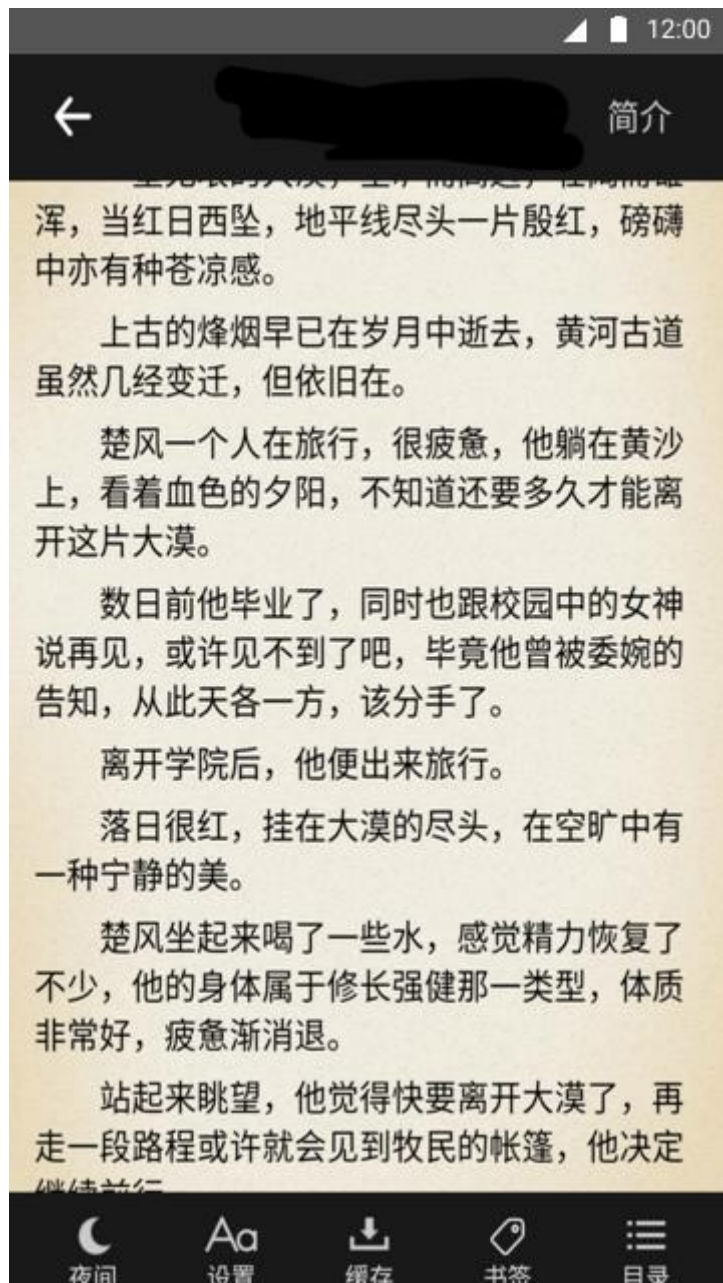 12:00
简介
浑，当红日西坠，地平线尽头一片殷红，磅礴
中亦有种苍凉感。
上古的烽烟早已在岁月中逝去，黄河古道
虽然几经变迁，但依旧在。
楚风一个人在旅行，很疲惫，他躺在黄沙
上，看着血色的夕阳，不知道还要多久才能离
开这片大漠。
数日前他毕业了，同时也跟校园中的女神
说再见，或许见不到了吧，毕竟他曾被委婉的
告知，从此天各一方，该分手了。
离开学院后，他便出来旅行。
落日很红，挂在大漠的尽头，在空旷中有
一种宁静的美。
楚风坐起来喝了一些水，感觉精力恢复了
不少，他的身体属于修长强健那一类型，体质
非常好，疲惫渐消退。
站起来眺望，他觉得快要离开大漠了，再
走一段路程或许就会见到牧民的帐篷，他决定
继续前行
Aa
夜间 设置 缓存 书签 目录